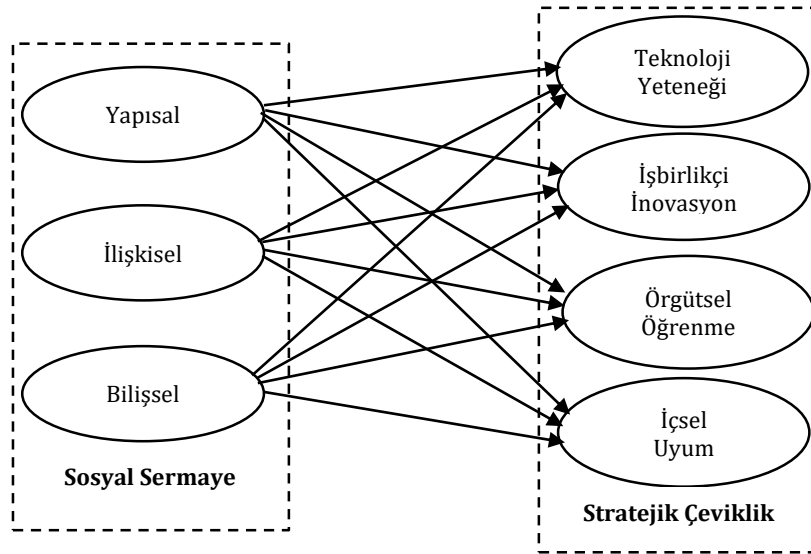 Yapısal
İlişkisel
Bilişsel
Sosyal Sermaye
Teknoloji
Yeteneği
İşbirlikçi
İnovasyon
Örgütsel
Öğrenme
İçsel
Uyum
Stratejik Çeviklik